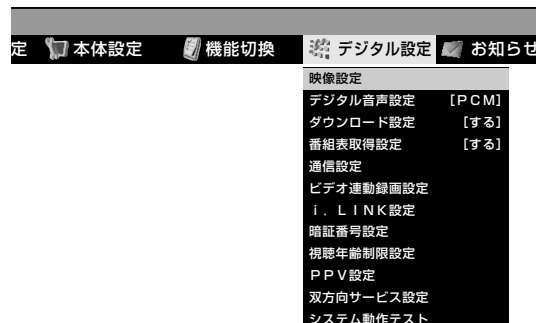 定 本体設定 機能切換 デジタル設定 お知らせ
映像設定
デジタル音声設定 [PCM]
ダウンロード設定 [する]
番組表取得設定 [する]
通信設定
ビデオ連動録画設定
i.LINK設定
暗証番号設定
視聴年齢制限設定
PPV設定
双方向サービス設定
システム動作テスト